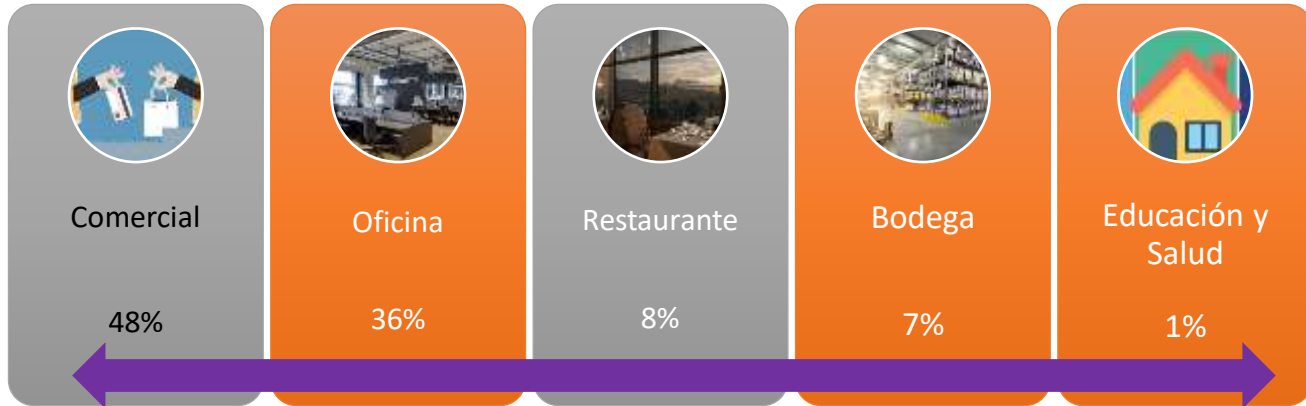 Comercial
48%
Oficina
36%
Restaurante
8%
Bodega
7%
Educación y
Salud
1%